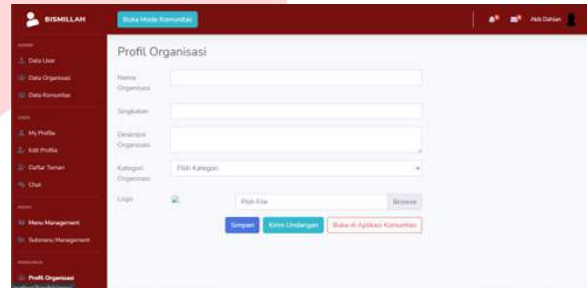 BISMILLAH
Buka Mode Komunitas
Akib Dahlan
Data User
Data Organisasi
Data Komunitas
USER
My Profile
Edit Profile
Daftar Teman
Chat
MENU
Menu Management
Submenu Management
Profil Organisasi
Profil Organisasi
Nama Organisasi
Singkatan
Deskripsi Organisasi
Kategori Organisasi
Pilih Kategori
Logo
Pilih File
Browse
Simpan
Kirim Undangan
Buka di Aplikasi Komunitas